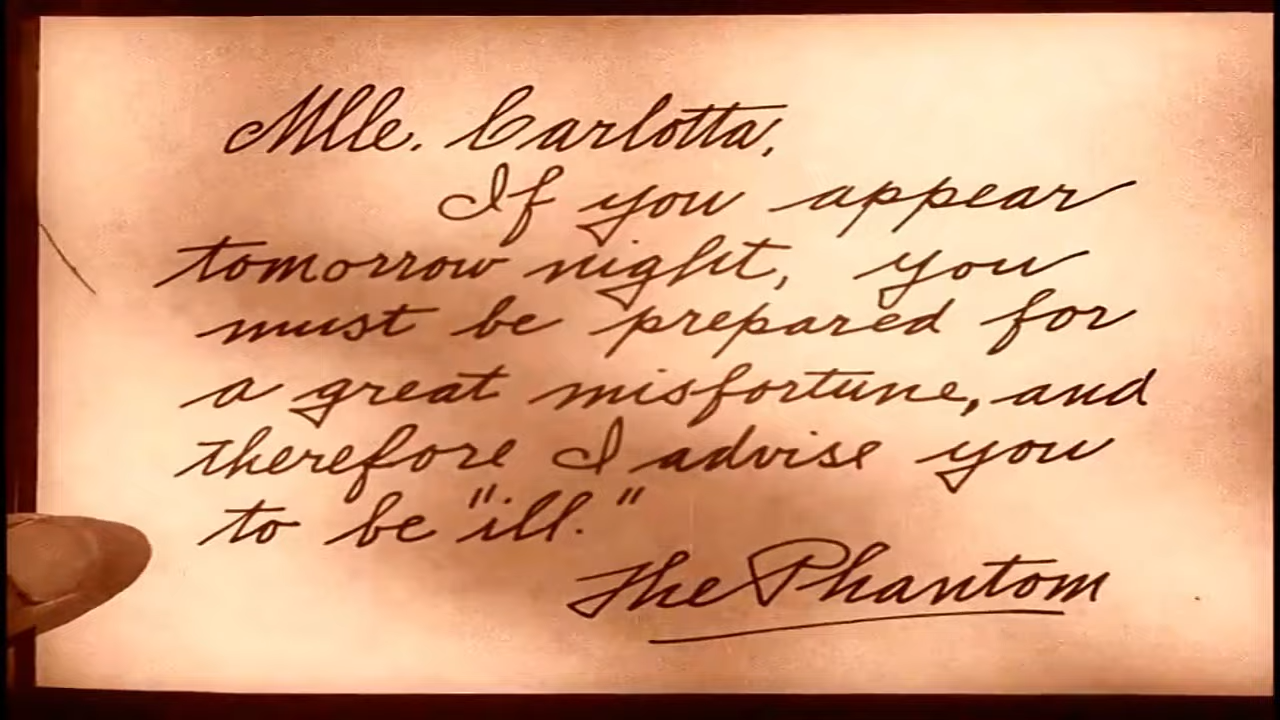 Mlle. Carlotta,
If you appear
tomorrow night, you
must be prepared for
a great misfortune, and
therefore I advise you
to be "ill."
The Phantom